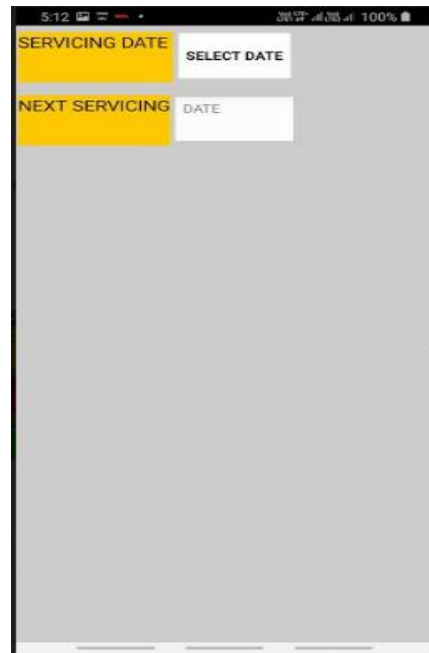 5:12 100%
SERVICING DATE
SELECT DATE
NEXT SERVICING
DATE